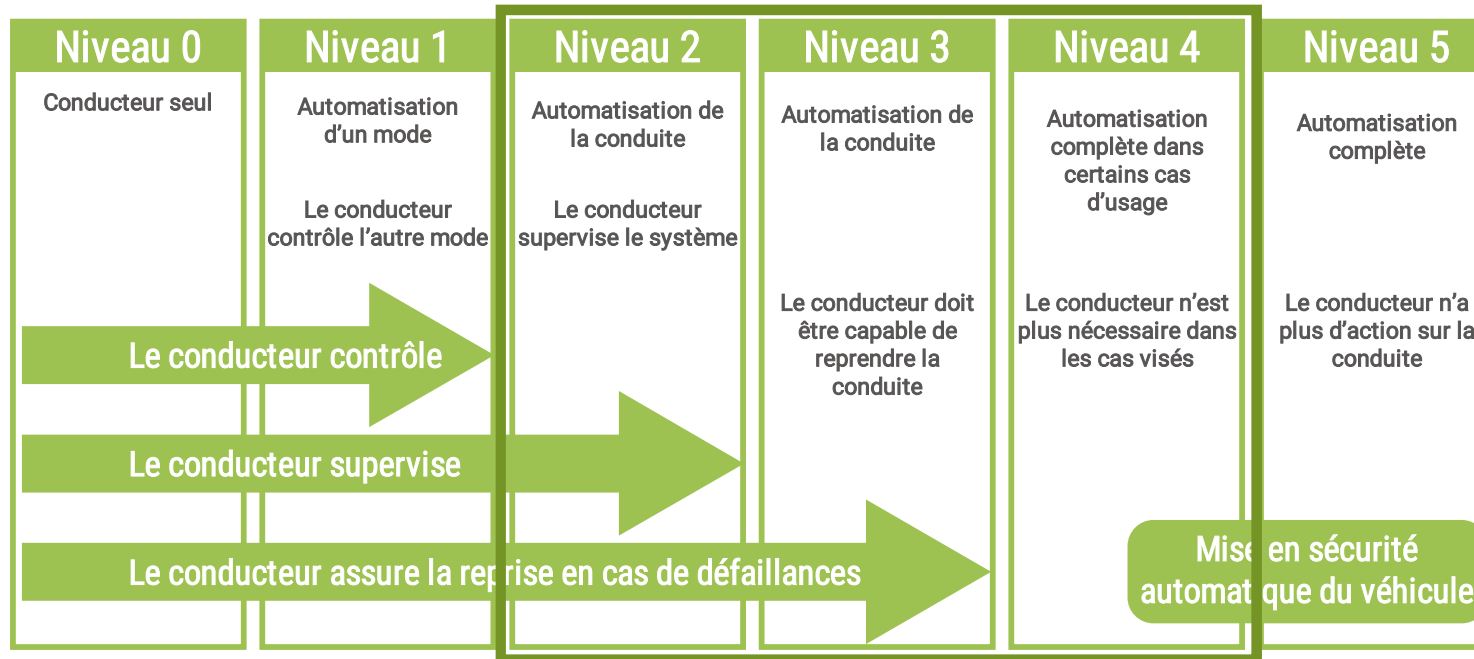 Niveau 0
Conducteur seul
Niveau 1
Automatisation
d’un mode
Le conducteur
contrôle l’autre mode
Niveau 2
Automatisation de
la conduite
Le conducteur
supervise le système
Niveau 3
Automatisation de
la conduite
Le conducteur doit
être capable de
reprendre la
conduite
Niveau 4
Automatisation
complète dans
certains cas
d’usage
Le conducteur n’est
plus nécessaire dans
les cas visés
Niveau 5
Automatisation
complète
Le conducteur n’a
plus d’action sur la
conduite
Le conducteur contrôle
Le conducteur supervise
Le conducteur assure la reprise en cas de défaillances
Mise en sécurité
automatique du véhicule